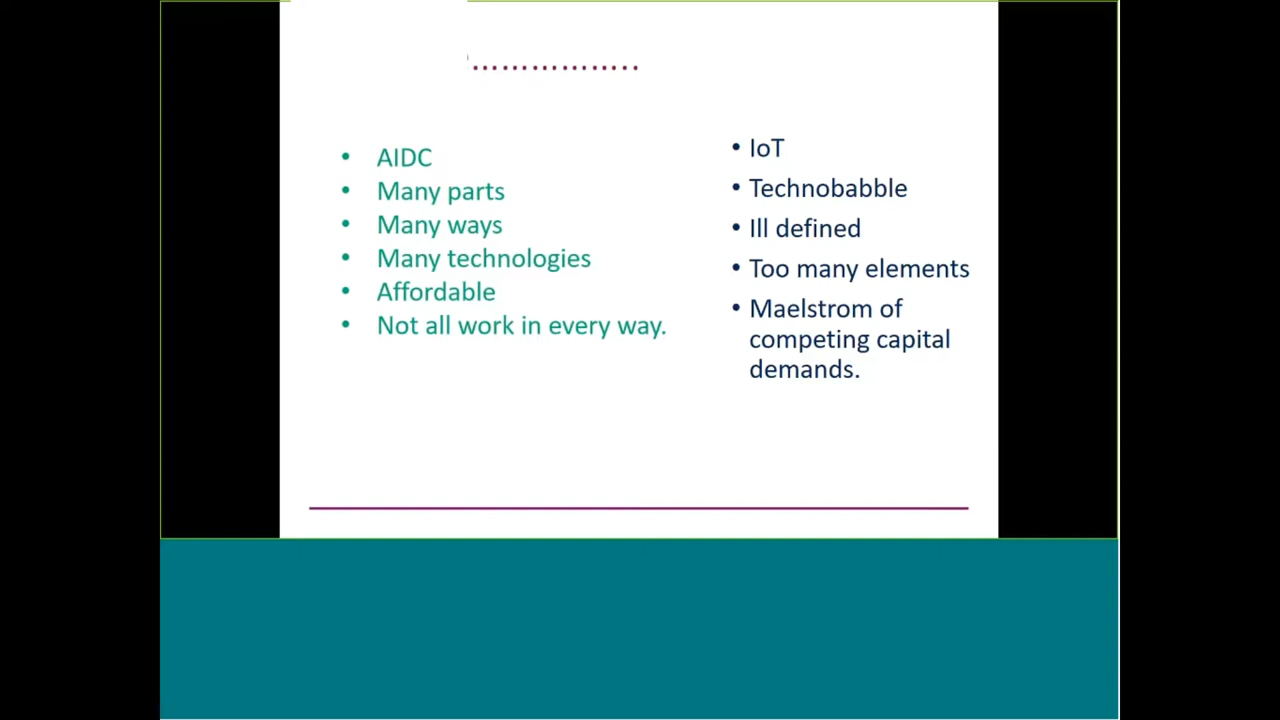 ................
• AIDC
• Many parts
• Many ways
• Many technologies
• Affordable
• Not all work in every way.
• IoT
• Technobabble
• Ill defined
• Too many elements
• Maelstrom of
competing capital
demands.